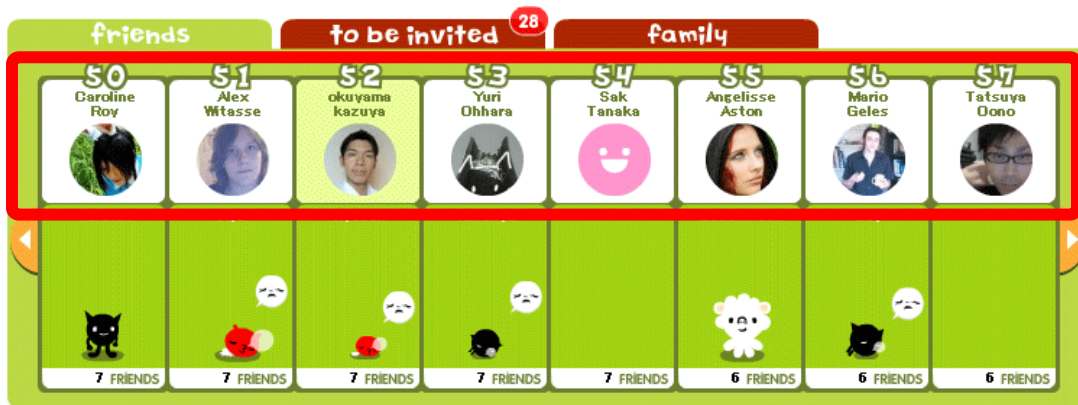 friends
to be invited
28
family
50
Caroline
Roy
51
Alex
Witasse
52
okuyama
kazuya
53
Yuri
Ohhara
54
Sak
Tanaka
55
Angelisse
Aston
56
Mario
Geles
57
Tatsuya
Oono
7 FRIENDS
7 FRIENDS
7 FRIENDS
7 FRIENDS
7 FRIENDS
6 FRIENDS
6 FRIENDS
6 FRIENDS